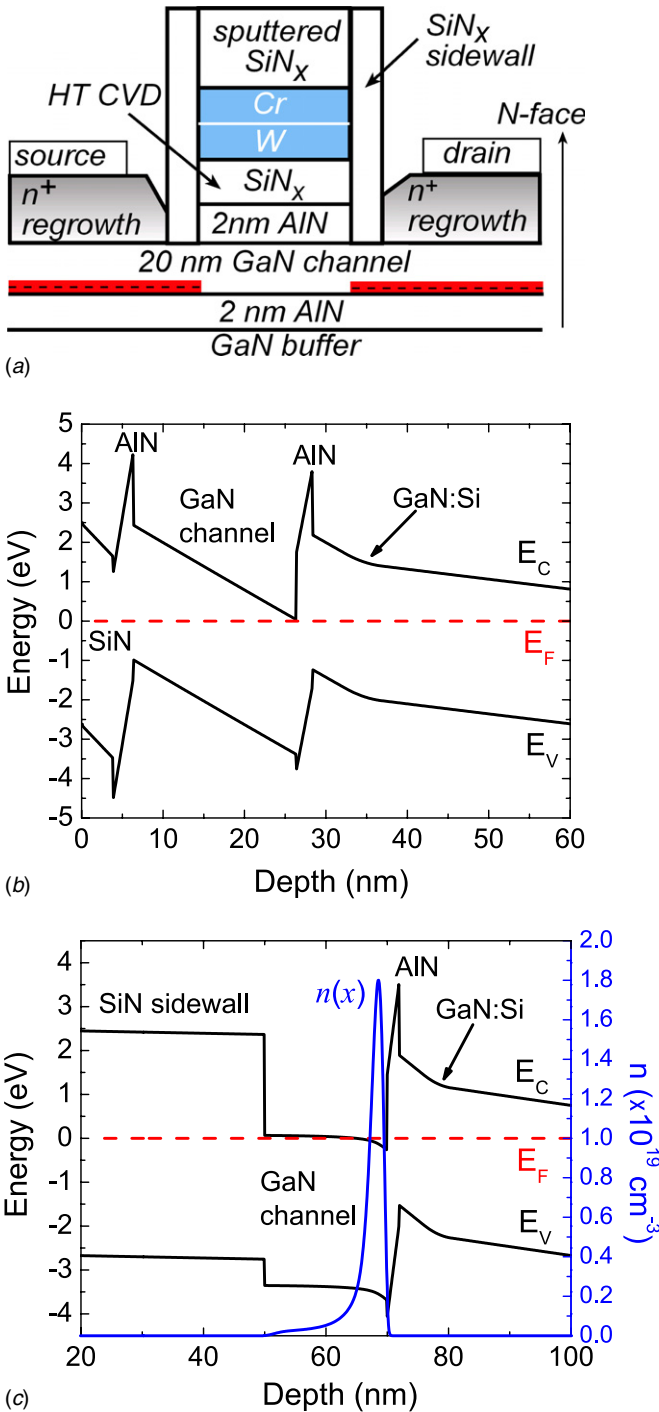 sputtered
SiNx
SiNx
sidewall
HT CVD
Cr
W
N-face
source
drain
n+
regrowth
SiNx
n+
regrowth
2nm AlN
20 nm GaN channel
2 nm AlN
GaN buffer
(a)
5
4
3
2
1
0
-1
-2
-3
-4
-5
Energy (eV)
AlN
AlN
GaN
channel
GaN:Si
EC
SiN
EF
EV
0 10 20 30 40 50 60
Depth (nm)
(b)
4
3
2
1
0
-1
-2
-3
-4
Energy (eV)
SiN sidewall
n(x)
AlN
GaN:Si
EC
EF
GaN
channel
EV
2.0
1.8
1.6
1.4
1.2
1.0
0.8
0.6
0.4
0.2
0.0
n (x10^19 cm^-3)
20 40 60 80 100
Depth (nm)
(c)